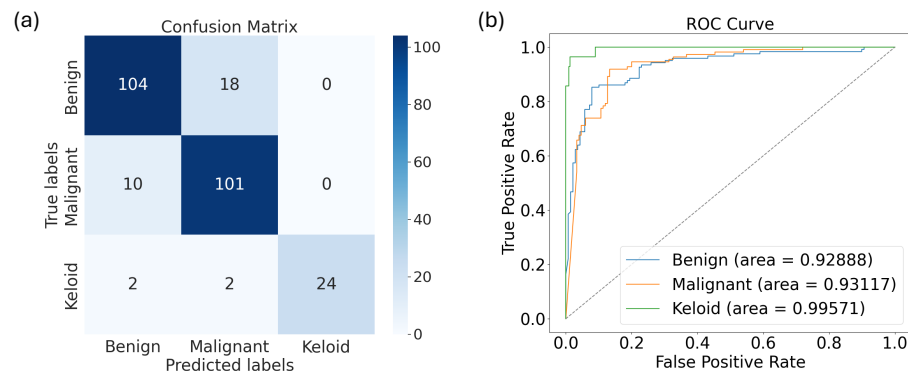 (a)
Confusion Matrix
True labels
Benign
Malignant
Keloid
104 18 0
10 101 0
2 2 24
Benign Malignant Keloid
Predicted labels
100
80
60
40
20
0
(b)
ROC Curve
True Positive Rate
1.0
0.8
0.6
0.4
0.2
0.0
Benign (area = 0.92888)
Malignant (area = 0.93117)
Keloid (area = 0.99571)
0.0 0.2 0.4 0.6 0.8 1.0
False Positive Rate